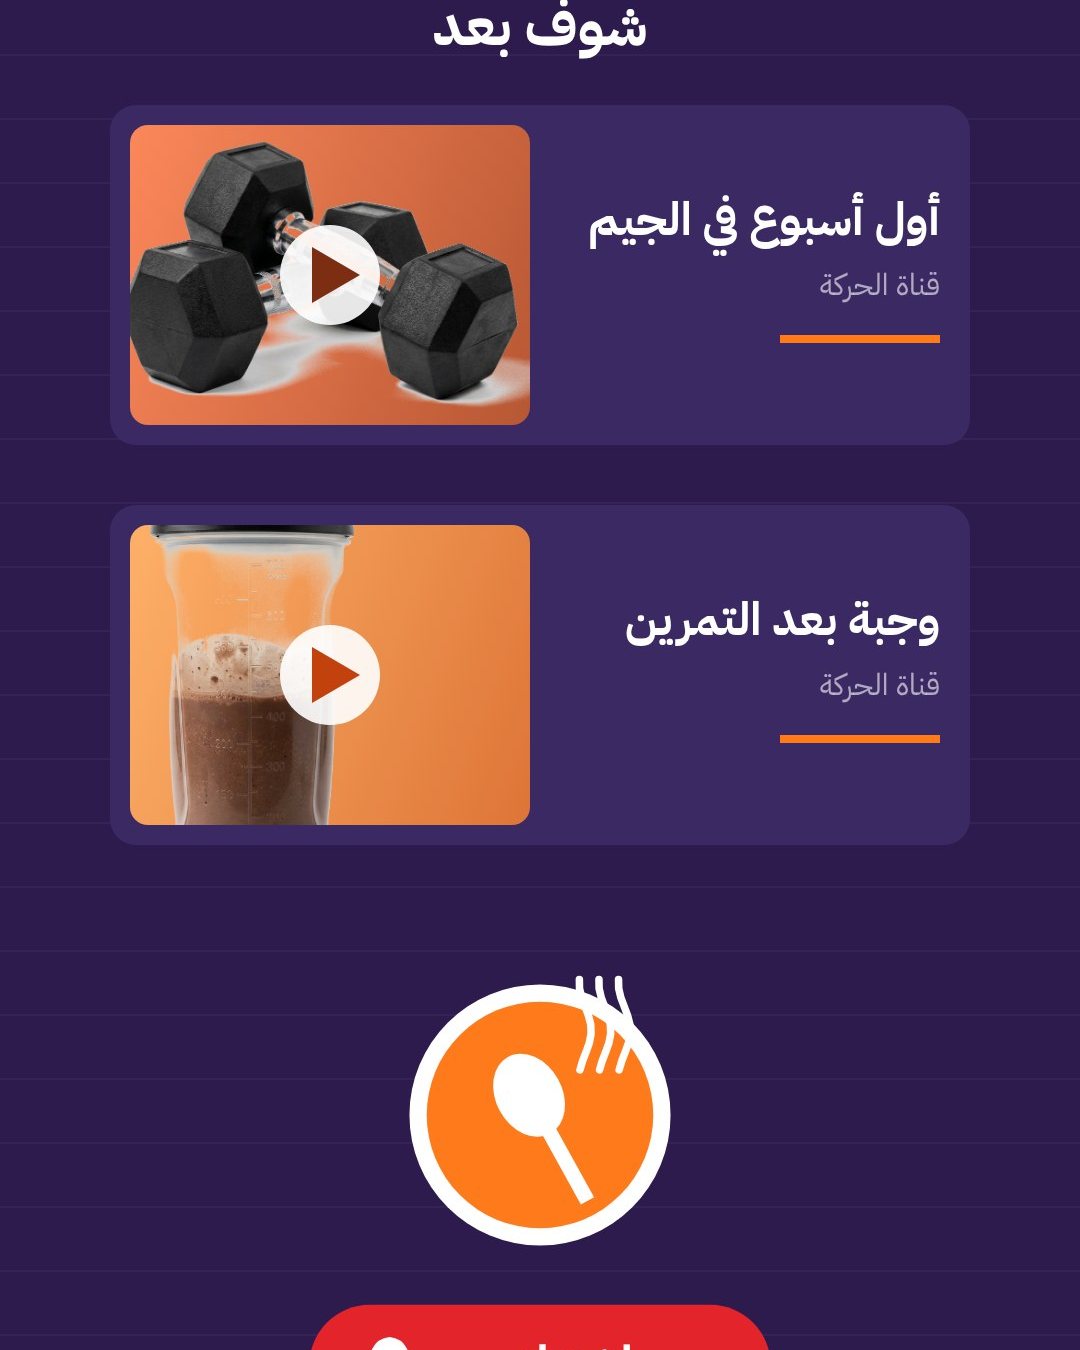 شوف بعد
أول أسبوع في الجيم
قناة الحركة
وجبة بعد التمرين
قناة الحركة